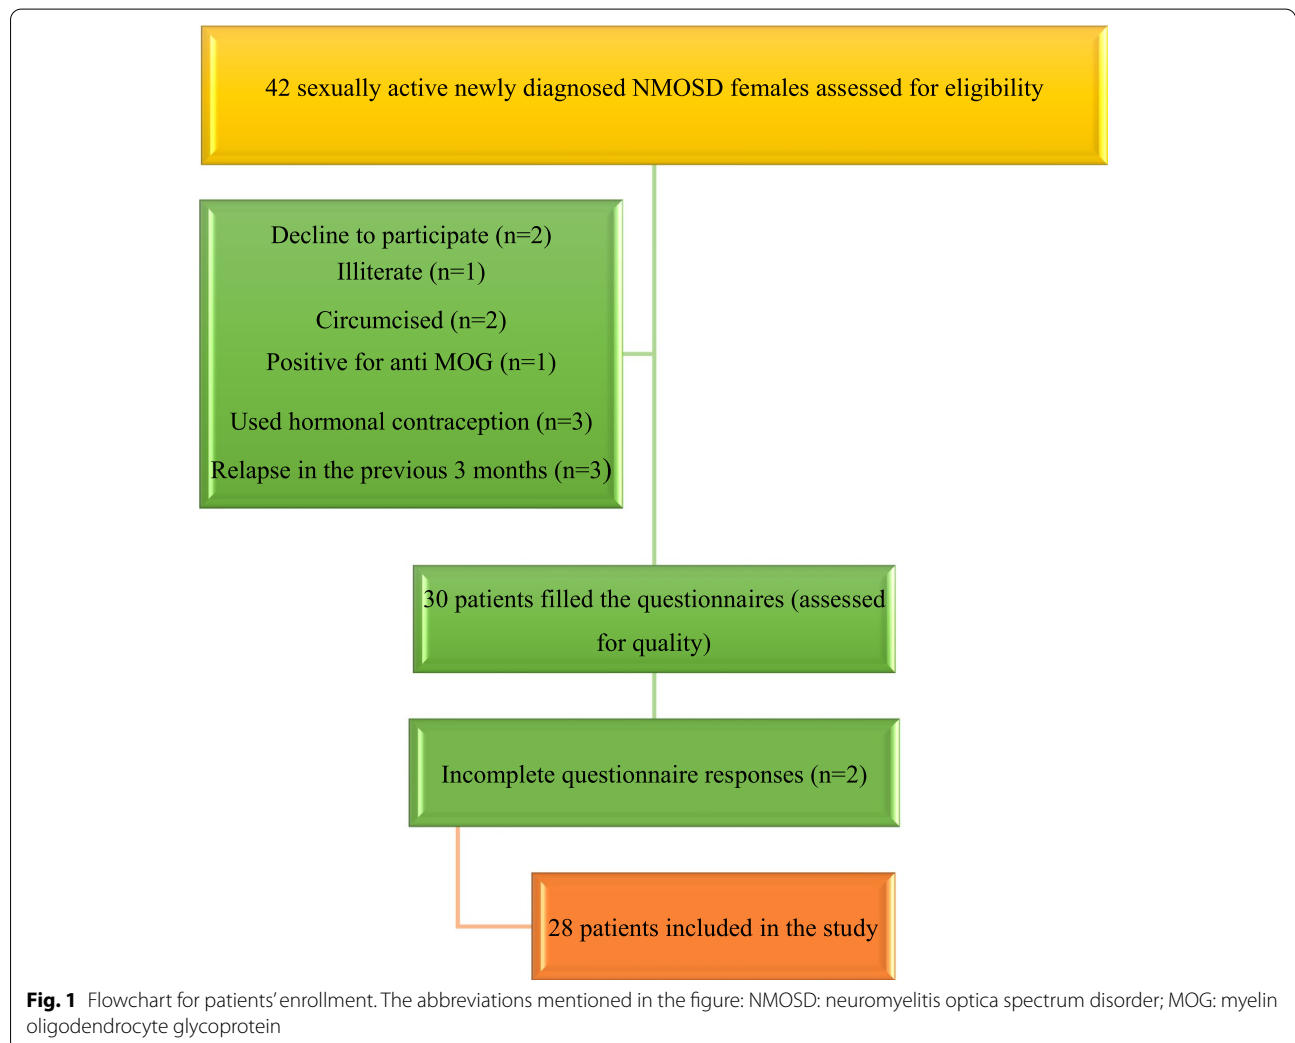 42 sexually active newly diagnosed NMOSD females assessed for eligibility
Decline to participate (n=2)
Illiterate (n=1)
Circumcised (n=2)
Positive for anti MOG (n=1)
Used hormonal contraception (n=3)
Relapse in the previous 3 months (n=3)
30 patients filled the questionnaires (assessed
for quality)
Incomplete questionnaire responses (n=2)
28 patients included in the study
Fig. 1 Flowchart for patients’ enrollment. The abbreviations mentioned in the figure: NMOSD: neuromyelitis optica spectrum disorder; MOG: myelin
oligodendrocyte glycoprotein